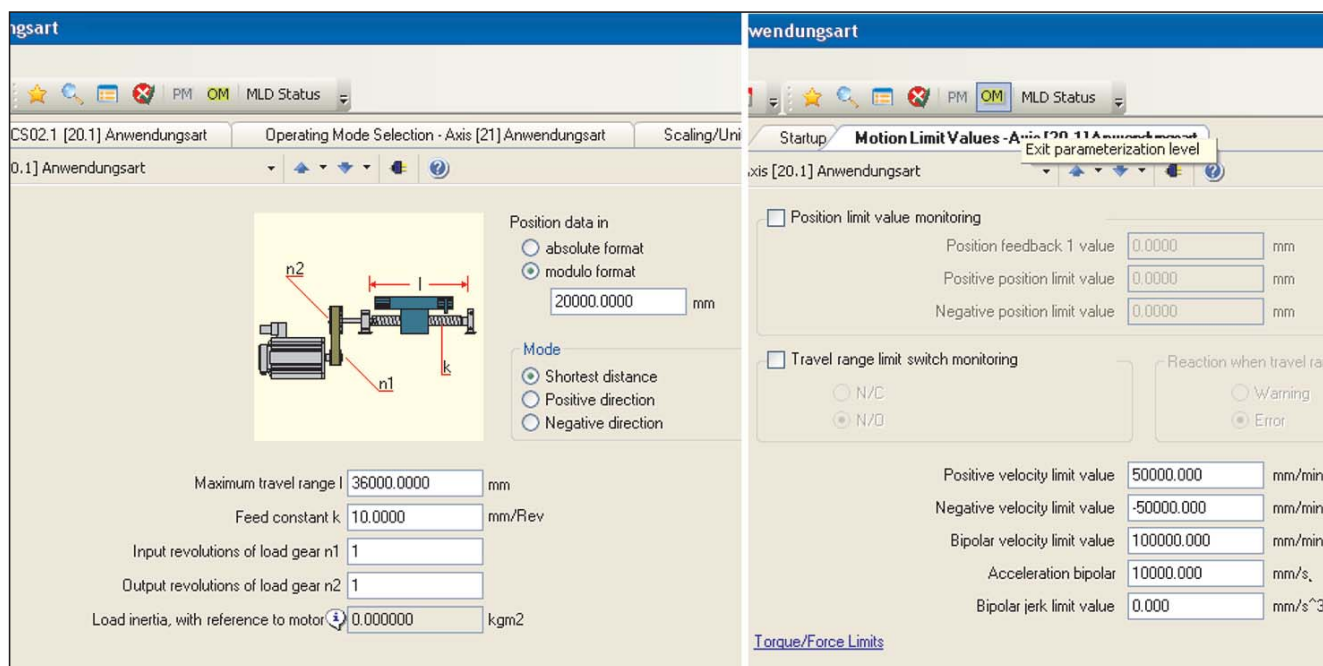 ngsart
PM OM MLD Status
CS02.1 [20.1] Anwendungsart Operating Mode Selection - Axis [21] Anwendungsart Scaling/Uni
0.1] Anwendungsart
Position data in
absolute format
modulo format
20000.0000 mm
n2
l
k
n1
Mode
Shortest distance
Positive direction
Negative direction
Maximum travel range l 36000.0000 mm
Feed constant k 10.0000 mm/Rev
Input revolutions of load gear n1 1
Output revolutions of load gear n2 1
Load inertia, with reference to motor 0.000000 kgm2
wendungsart
PM OM MLD Status
Startup Motion Limit Values - Axis [20.1] Anwendungsart
Exit parameterization level
Axis [20.1] Anwendungsart
Position limit value monitoring
Position feedback 1 value 0.0000 mm
Positive position limit value 0.0000 mm
Negative position limit value 0.0000 mm
Travel range limit switch monitoring
N/C
N/O
Reaction when travel ra
Warning
Error
Positive velocity limit value 50000.000 mm/min
Negative velocity limit value -50000.000 mm/min
Bipolar velocity limit value 100000.000 mm/min
Acceleration bipolar 10000.000 mm/s
Bipolar jerk limit value 0.000 mm/s^3
Torque/Force Limits